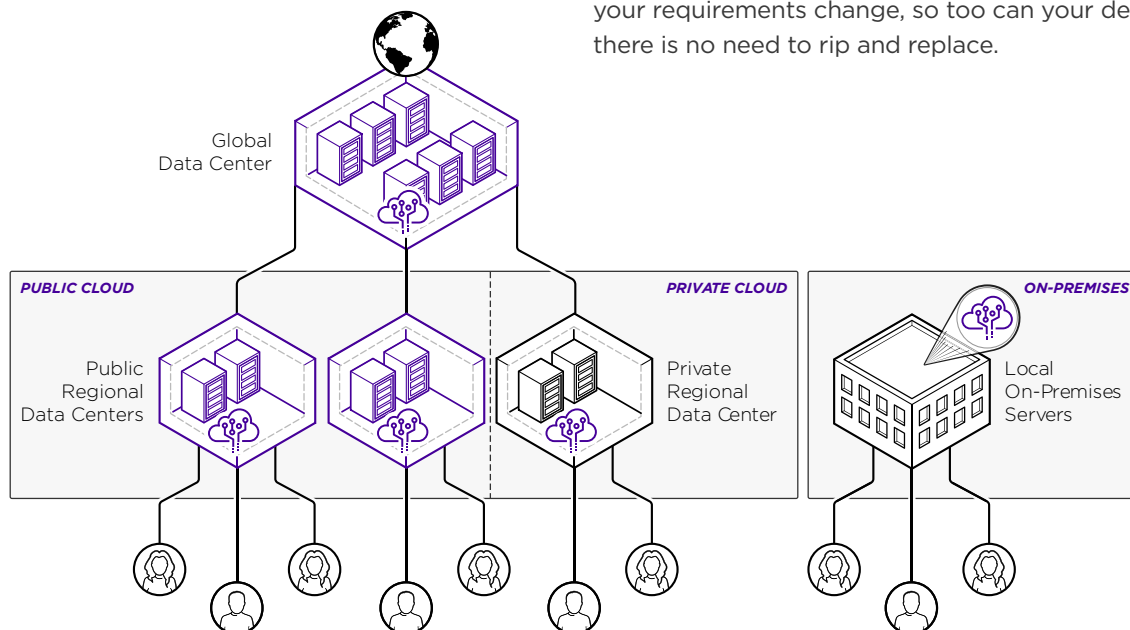 your requirements change, so too can your de
there is no need to rip and replace.
Global
Data Center
PUBLIC CLOUD
PRIVATE CLOUD
ON-PREMISES
Public
Regional
Data Centers
Private
Regional
Data Center
Local
On-Premises
Servers